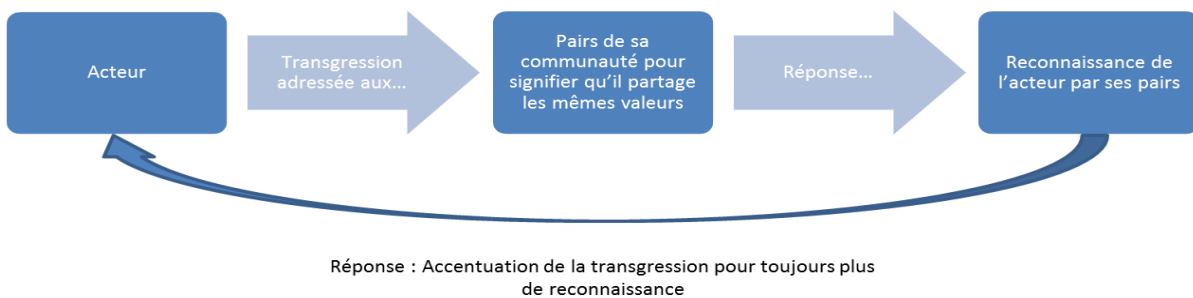 Acteur
Transgression
adressée aux...
Pairs de sa
communauté pour
signifier qu'il partage
les mêmes valeurs
Réponse...
Reconnaissance de
l'acteur par ses pairs
Réponse : Accentuation de la transgression pour toujours plus
de reconnaissance